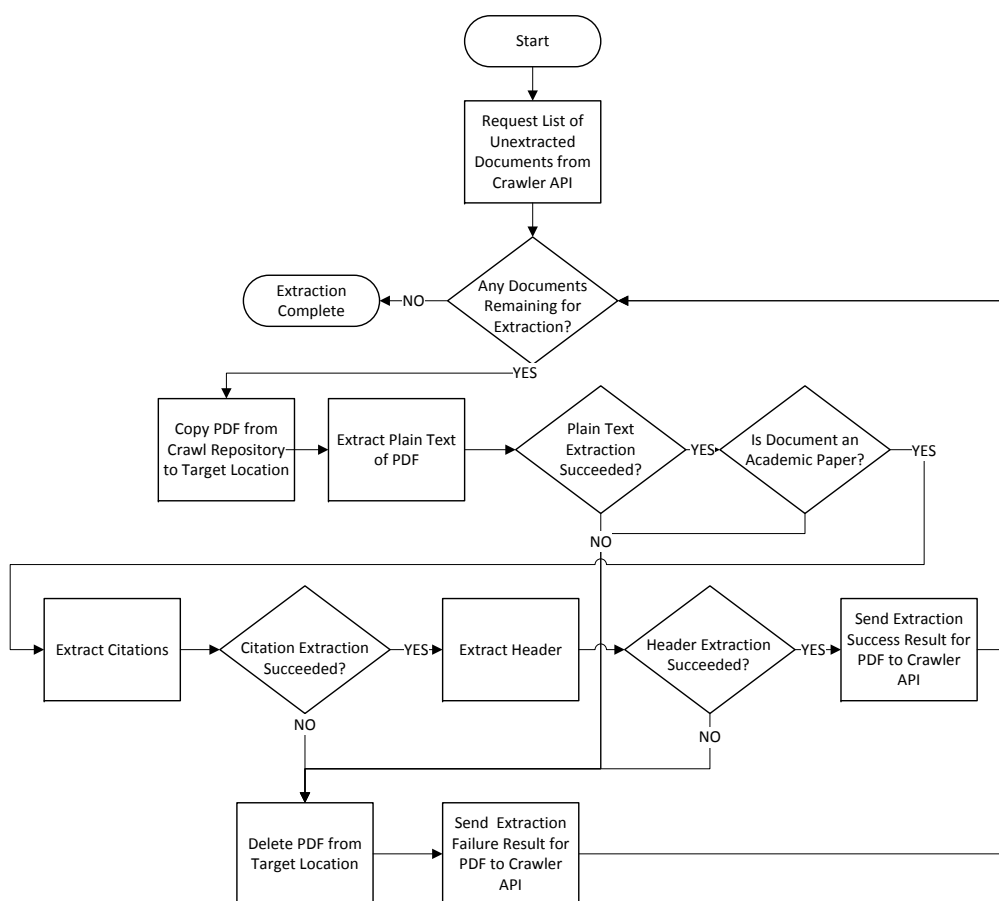 Start
Request List of
Unextracted
Documents from
Crawler API
Any Documents
Remaining for
Extraction?
NO
Extraction
Complete
YES
Copy PDF from
Crawl Repository
to Target Location
Extract Plain Text
of PDF
Plain Text
Extraction
Succeeded?
YES
Is Document an
Academic Paper?
YES
NO
NO
Extract Citations
Citation Extraction
Succeeded?
YES
Extract Header
Header Extraction
Succeeded?
YES
Send Extraction
Success Result for
PDF to Crawler
API
NO
NO
Delete PDF from
Target Location
Send Extraction
Failure Result for
PDF to Crawler
API